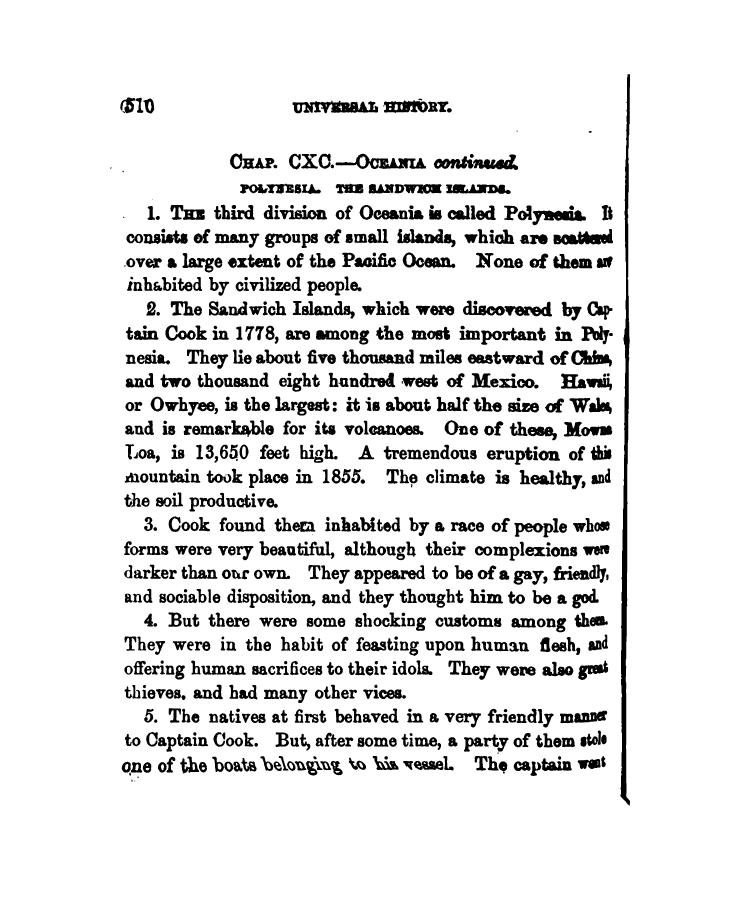 510 UNIVERSAL HISTORY.
CHAP. CXC.—OCEANIA continued.
POLYNESIA. THE SANDWICH ISLANDS.
1. THE third division of Oceania is called Polynesia. It
consists of many groups of small islands, which are scattered
over a large extent of the Pacific Ocean. None of them are
inhabited by civilized people.
2. The Sandwich Islands, which were discovered by Cap-
tain Cook in 1778, are among the most important in Poly-
nesia. They lie about five thousand miles eastward of China,
and two thousand eight hundred west of Mexico. Hawaii,
or Owhyee, is the largest: it is about half the size of Wales,
and is remarkable for its volcanoes. One of these, Mowna
Loa, is 13,650 feet high. A tremendous eruption of this
mountain took place in 1855. The climate is healthy, and
the soil productive.
3. Cook found them inhabited by a race of people whose
forms were very beautiful, although their complexions were
darker than our own. They appeared to be of a gay, friendly,
and sociable disposition, and they thought him to be a god.
4. But there were some shocking customs among them.
They were in the habit of feasting upon human flesh, and
offering human sacrifices to their idols. They were also great
thieves, and had many other vices.
5. The natives at first behaved in a very friendly manner
to Captain Cook. But, after some time, a party of them stole
one of the boats belonging to his vessel. The captain went